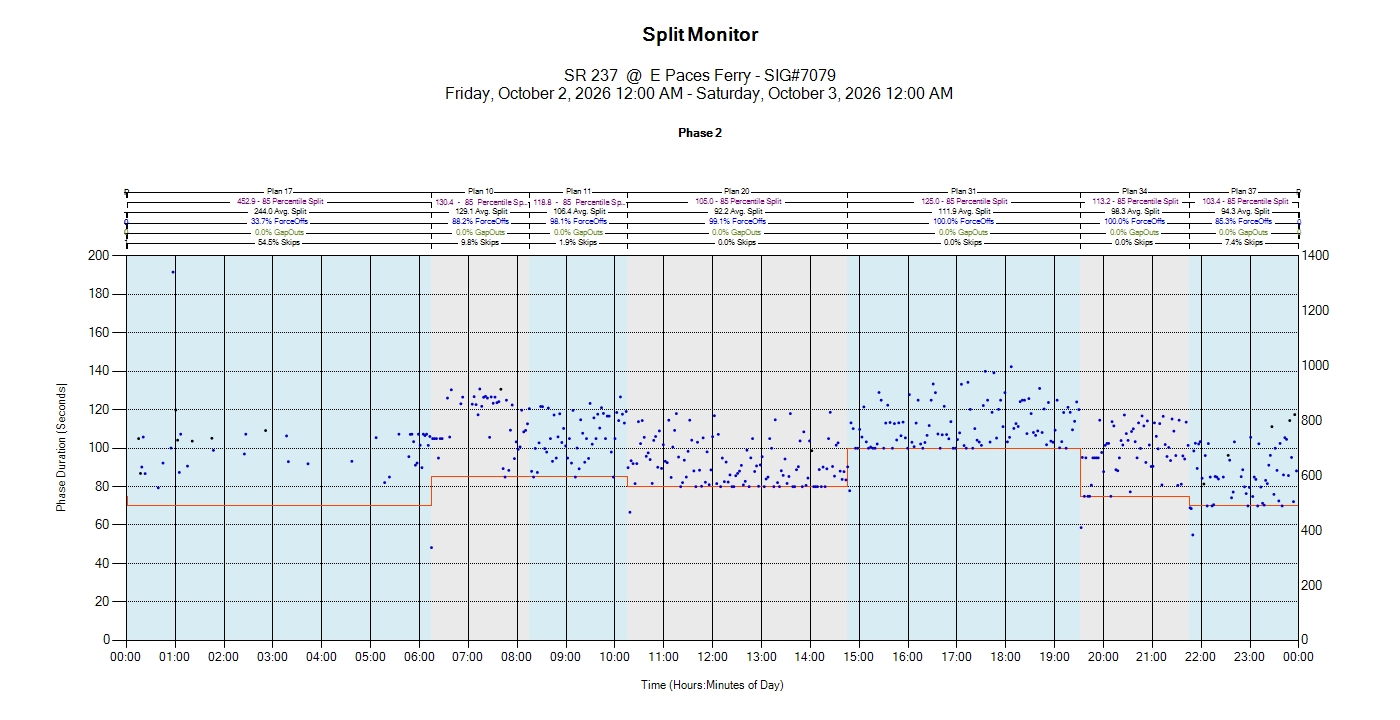 Split Monitor
SR 237 @ E Paces Ferry - SIG#7079
Friday, October 2, 2026 12:00 AM - Saturday, October 3, 2026 12:00 AM
Phase 2
Plan 17 Plan 10 Plan 11 Plan 20 Plan 31 Plan 34 Plan 37
452.9 - 85 Percentile Split 130.4 - 85 Percentile Sp... 118.8 - 85 Percentile Sp... 105.0 - 85 Percentile Split 125.0 - 85 Percentile Split 113.2 - 85 Percentile Split 103.4 - 85 Percentile Split
244.0 Avg. Split 129.1 Avg. Split 106.4 Avg. Split 92.2 Avg. Split 111.9 Avg. Split 98.3 Avg. Split 94.3 Avg. Split
33.7% ForceOffs 88.2% ForceOffs 98.1% ForceOffs 99.1% ForceOffs 100.0% ForceOffs 100.0% ForceOffs 85.3% ForceOffs
0.0% GapOuts 0.0% GapOuts 0.0% GapOuts 0.0% GapOuts 0.0% GapOuts 0.0% GapOuts 0.0% GapOuts
54.5% Skips 9.8% Skips 1.9% Skips 0.0% Skips 0.0% Skips 0.0% Skips 7.4% Skips
200 1400
180
1200
160
140 1000
120
800
100
Phase Duration [Seconds]
80 600
60
400
40
200
20
0 0
00:00 01:00 02:00 03:00 04:00 05:00 06:00 07:00 08:00 09:00 10:00 11:00 12:00 13:00 14:00 15:00 16:00 17:00 18:00 19:00 20:00 21:00 22:00 23:00 00:00
Time (Hours:Minutes of Day)